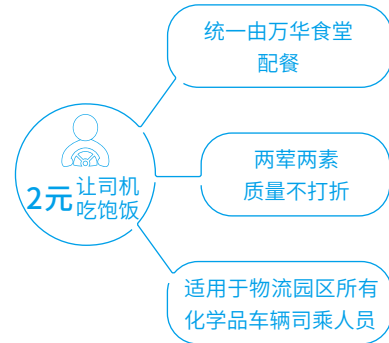 统一由万华食堂
配餐
2元 让司机
吃饱饭
两荤两素
质量不打折
适用于物流园区所有
化学品车辆司乘人员